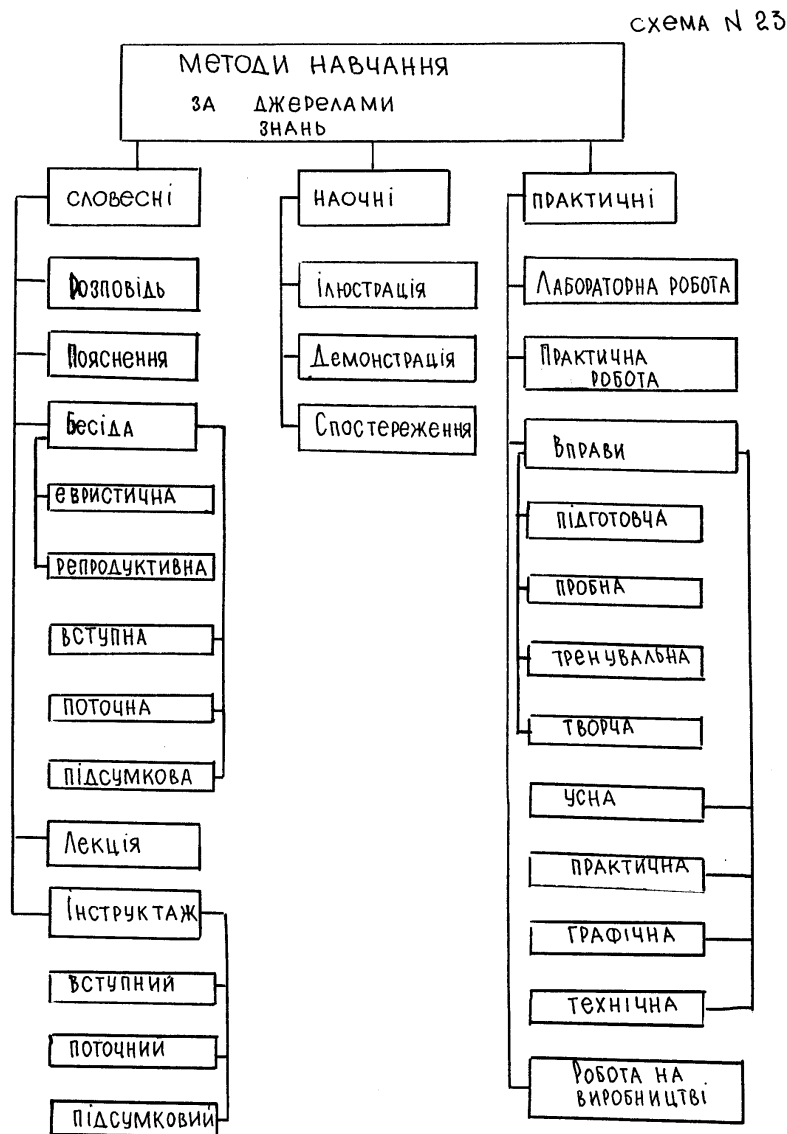 схема N 23
МЕТОДИ НАВЧАННЯ
ЗА ДЖЕРЕЛАМИ
ЗНАНЬ
СЛОВЕСНІ
Розповідь
Пояснення
Бесіда
ЕВРИСТИЧНА
РЕПРОДУКТИВНА
ВСТУПНА
ПОТОЧНА
ПІДСУМКОВА
Лекція
Інструктаж
ВСТУПНИЙ
ПОТОЧНИЙ
ПІДСУМКОВИЙ
НАОЧНІ
Ілюстрація
Демонстрація
Спостереження
ПРАКТИЧНІ
Лабораторна робота
Практична
робота
Вправи
ПІДГОТОВЧА
ПРОБНА
ТРЕНУВАЛЬНА
ТВОРЧА
УСНА
ПРАКТИЧНА
ГРАФІЧНА
ТЕХНІЧНА
Робота на
виробництві